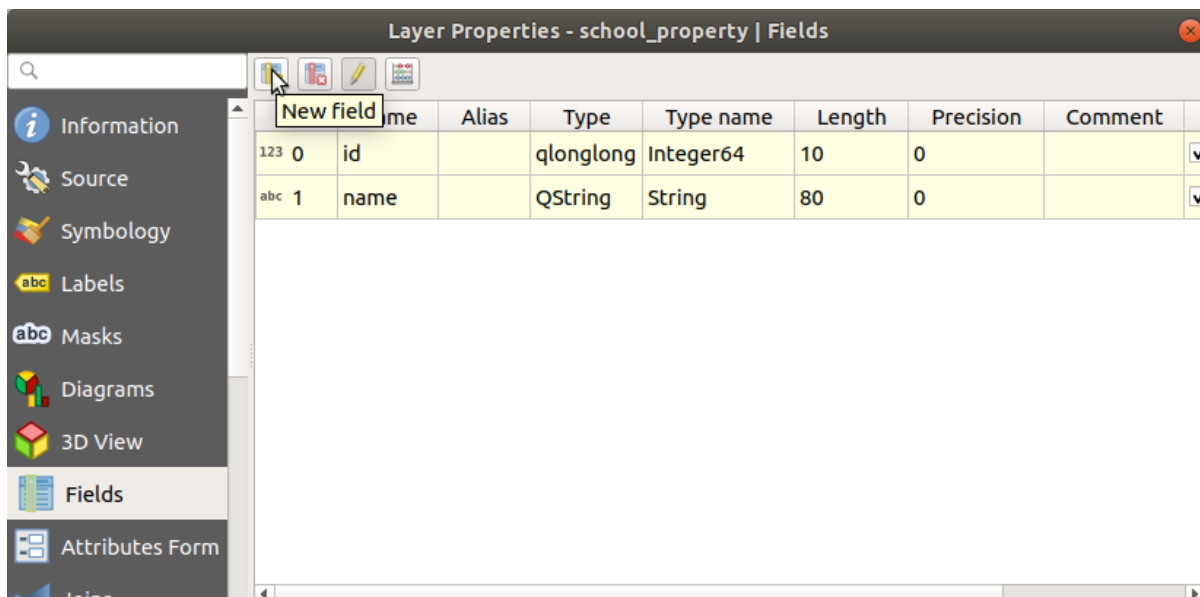 Layer Properties - school_property | Fields
New field
me Alias Type Type name Length Precision Comment
123 0 id qlonglong Integer64 10 0
abc 1 name QString String 80 0
Information
Source
Symbology
abc Labels
abc Masks
Diagrams
3D View
Fields
Attributes Form